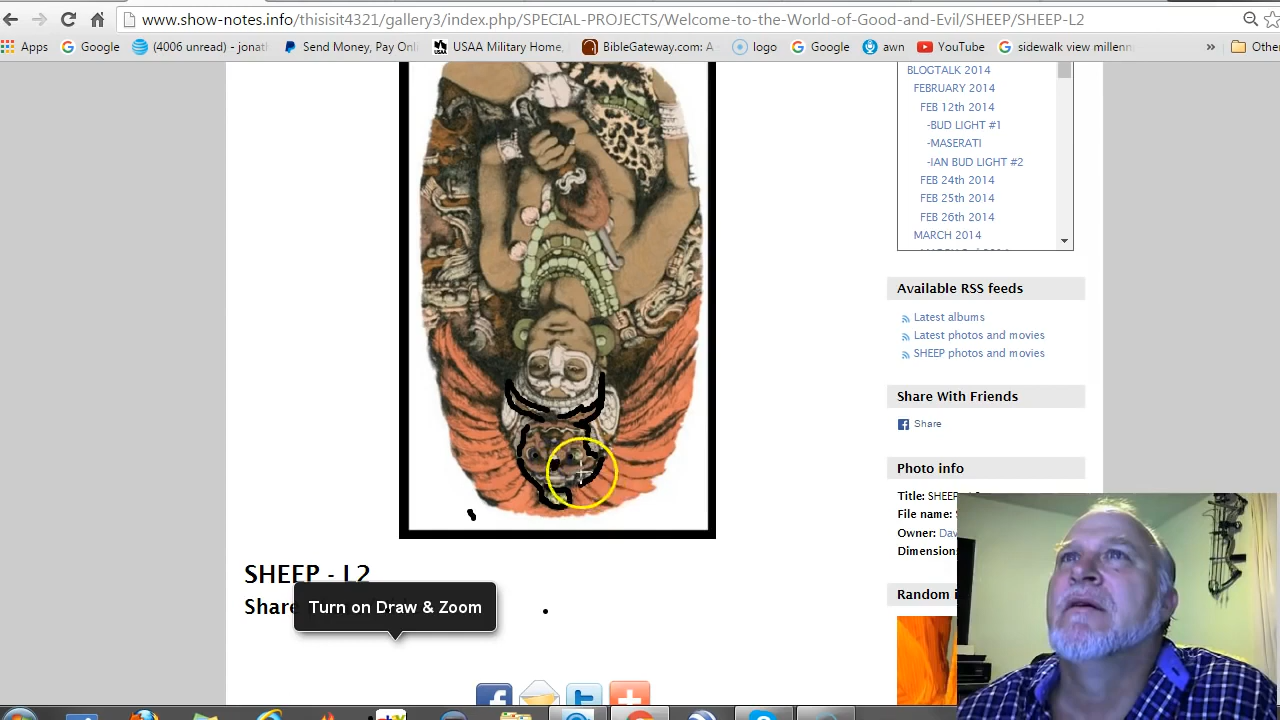 www.show-notes.info/thisisit4321/gallery3/index.php/SPECIAL-PROJECTS/Welcome-to-the-World-of-Good-and-Evil/SHEEP/SHEEP-L2
Apps
Google
(4006 unread) - jonat
Send Money, Pay Onl
USAA Military Home,
BibleGateway.com: A
logo
Google
awn
YouTube
sidewalk view millenn
»
Othe
BLOGTALK 2014
FEBRUARY 2014
FEB 12th 2014
-BUD LIGHT #1
-MASERATI
-IAN BUD LIGHT #2
FEB 24th 2014
FEB 25th 2014
FEB 26th 2014
MARCH 2014
Available RSS feeds
Latest albums
Latest photos and movies
SHEEP photos and movies
Share With Friends
Share
Photo info
Title: SHEEP
File name: S
Owner: Dav
Dimension
Random i
SHEEP - L2
Share
Turn on Draw & Zoom